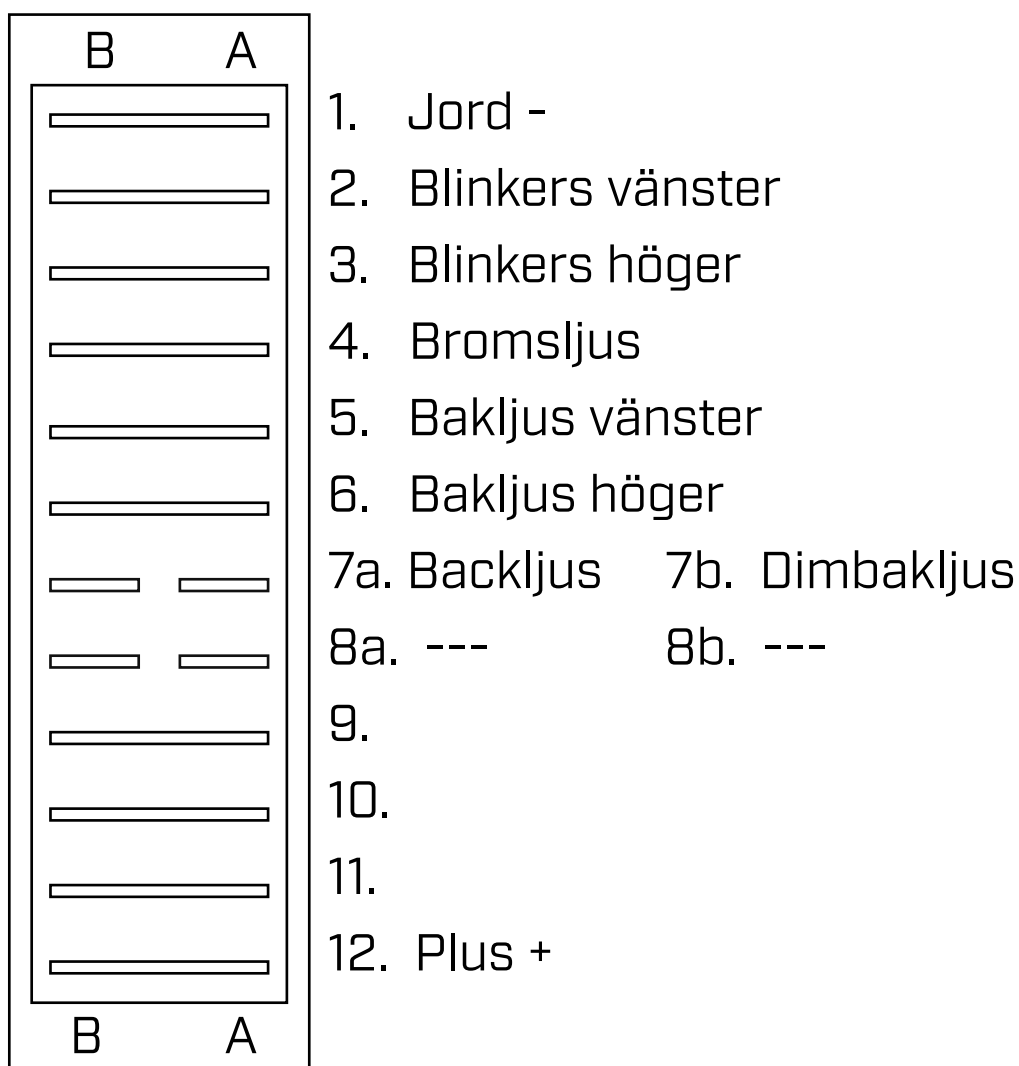 B A
1. Jord -
2. Blinkers vänster
3. Blinkers höger
4. Bromsljus
5. Bakljus vänster
6. Bakljus höger
7a. Backljus 7b. Dimbakljus
8a. --- 8b. ---
9.
10.
11.
12. Plus +
B A